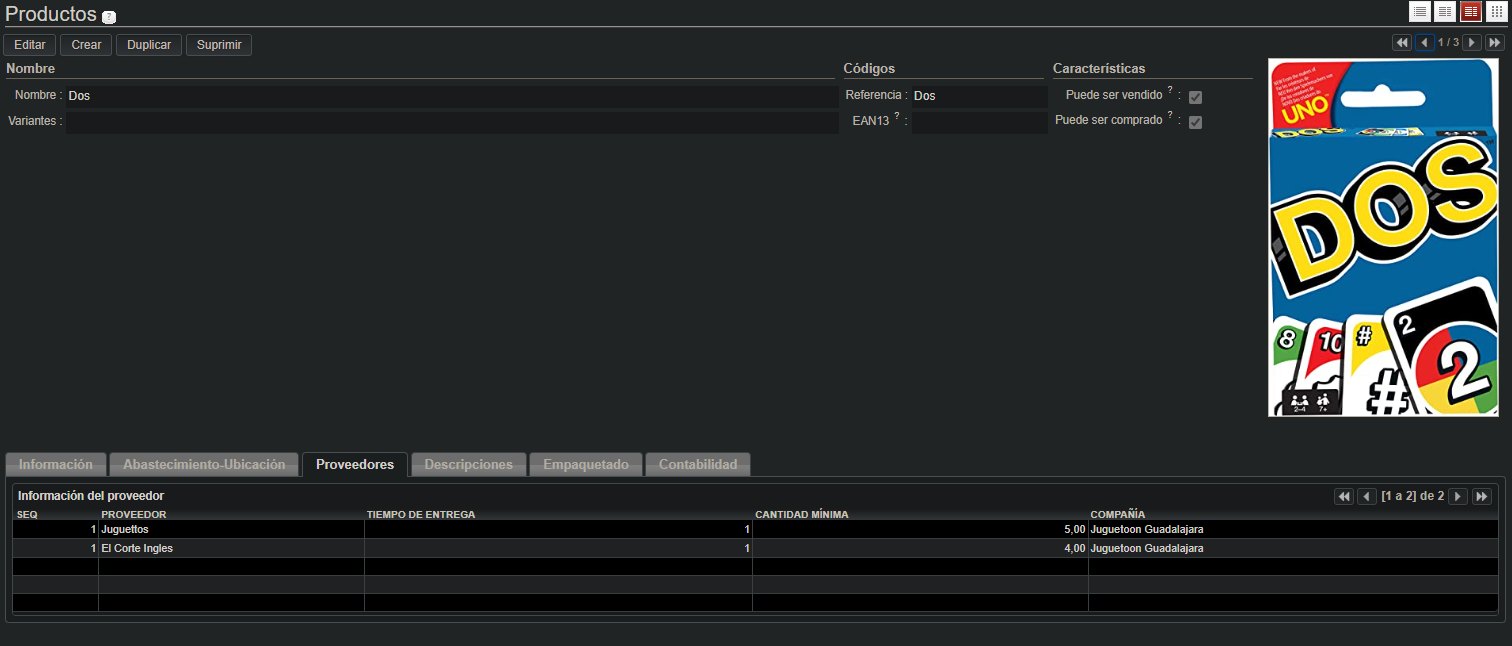 Productos ?
Editar Crear Duplicar Suprimir
1 / 3
Nombre Códigos Características
Nombre : Dos Referencia : Dos Puede ser vendido ? :
Variantes : EAN13 ? : Puede ser comprado ? :
UNO
DOS
DOS
8 10 # 2
# 2
2-4 7+
Información Abastecimiento-Ubicación Proveedores Descripciones Empaquetado Contabilidad
Información del proveedor [1 a 2] de 2
SEQ PROVEEDOR TIEMPO DE ENTREGA CANTIDAD MÍNIMA COMPAÑÍA
1 Juguettos 1 5,00 Juguetoon Guadalajara
1 El Corte Ingles 1 4,00 Juguetoon Guadalajara